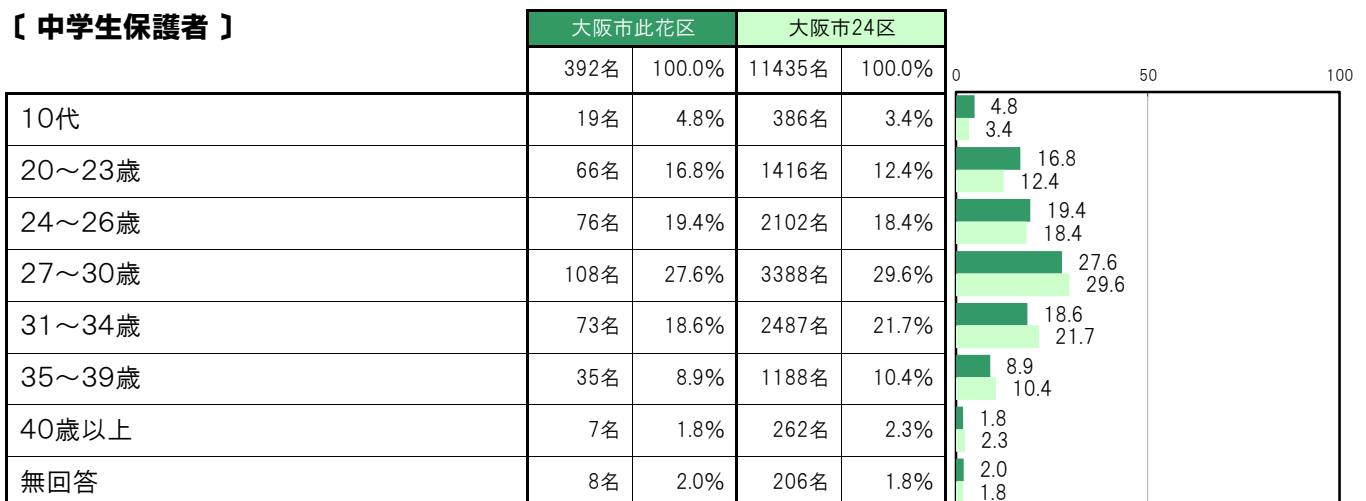 〔 中学生保護者 〕
大阪市此花区 大阪市24区
392名 100.0% 11435名 100.0%
0 50 100
10代 19名 4.8% 386名 3.4%
4.8
3.4
20～23歳 66名 16.8% 1416名 12.4%
16.8
12.4
24～26歳 76名 19.4% 2102名 18.4%
19.4
18.4
27～30歳 108名 27.6% 3388名 29.6%
27.6
29.6
31～34歳 73名 18.6% 2487名 21.7%
18.6
21.7
35～39歳 35名 8.9% 1188名 10.4%
8.9
10.4
40歳以上 7名 1.8% 262名 2.3%
1.8
2.3
無回答 8名 2.0% 206名 1.8%
2.0
1.8